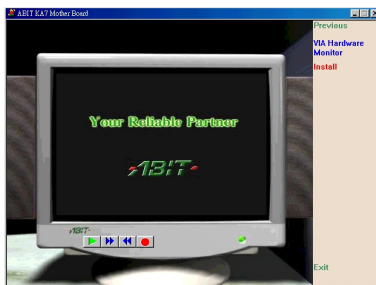 ABIT KA7 Mother Board
Previous
VIA Hardware
Monitor
Install
Your Reliable Partner
ABIT
ABIT
Exit